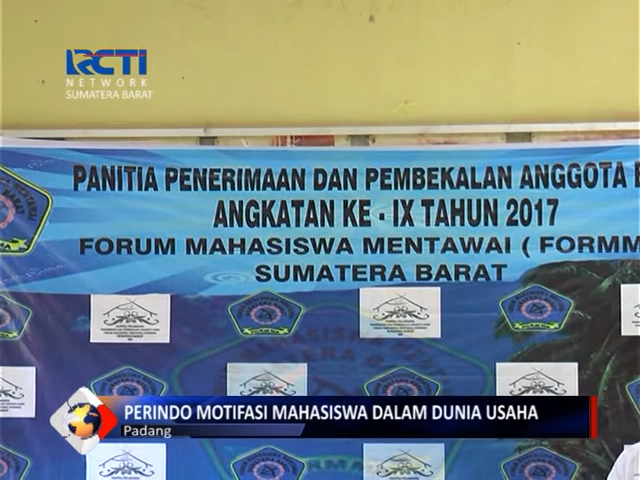 RCTI
NETWORK
SUMATERA BARAT
PANITIA PENERIMAAN DAN PEMBEKALAN ANGGOTA
ANGKATAN KE - IX TAHUN 2017
FORUM MAHASISWA MENTAWAI ( FORMM
SUMATERA BARAT
PERINDO MOTIFASI MAHASISWA DALAM DUNIA USAHA
Padang